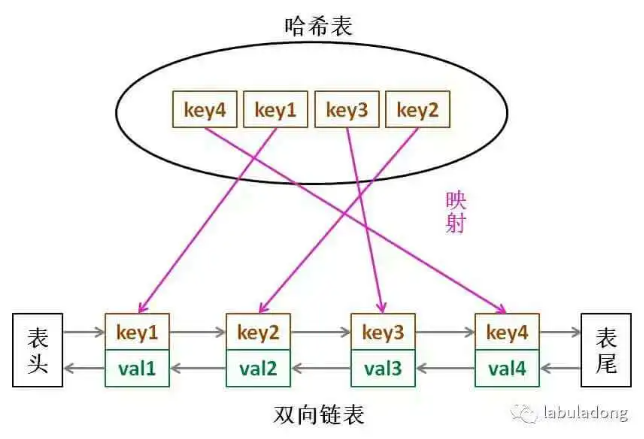 哈希表
key4 key1 key3 key2
映射
表头 key1 key2 key3 key4 表尾
val1 val2 val3 val4
双向链表
labuladong